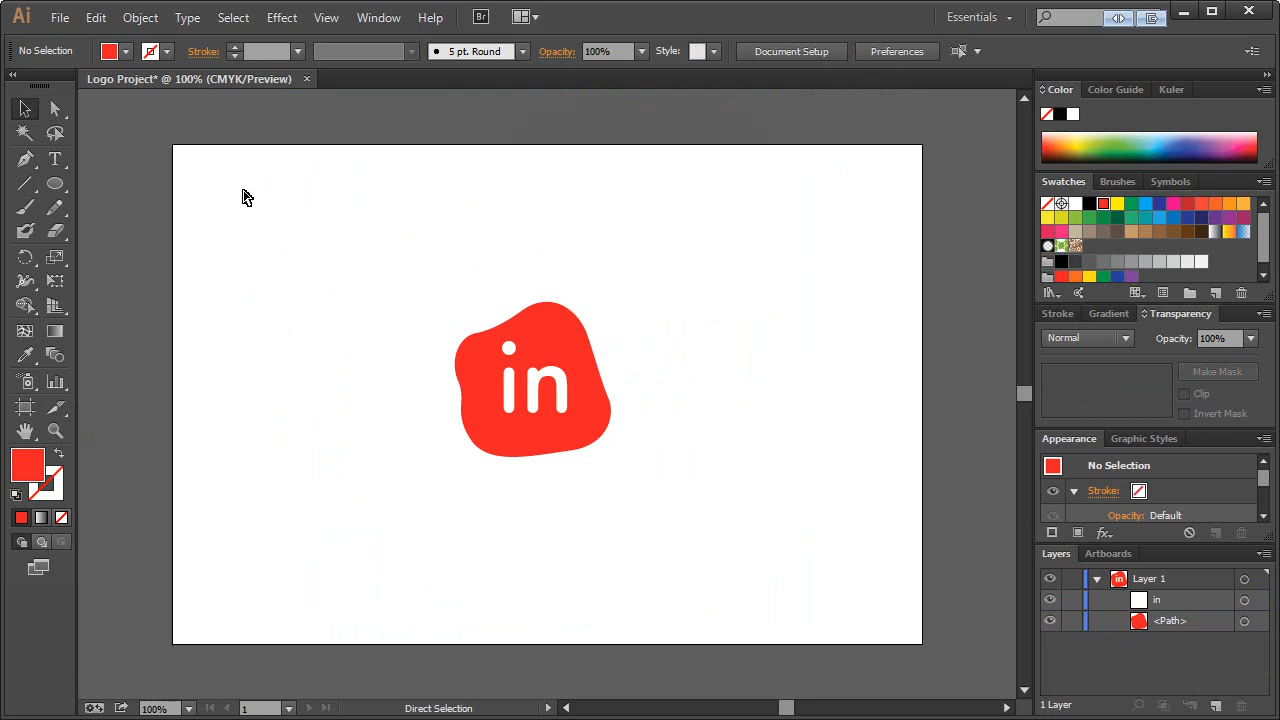 Ai File Edit Object Type Select Effect View Window Help Br Essentials
No Selection Stroke: 5 pt. Round Opacity: 100% Style: Document Setup Preferences
Logo Project* @ 100% (CMYK/Preview)
Color Color Guide Kuler
Swatches Brushes Symbols
Stroke Gradient Transparency
Normal Opacity: 100%
Make Mask
Clip
Invert Mask
in
Appearance Graphic Styles
No Selection
Stroke:
Opacity: Default
fx
Layers Artboards
in Layer 1
in
<Path>
1 Layer
100% 1 Direct Selection
T